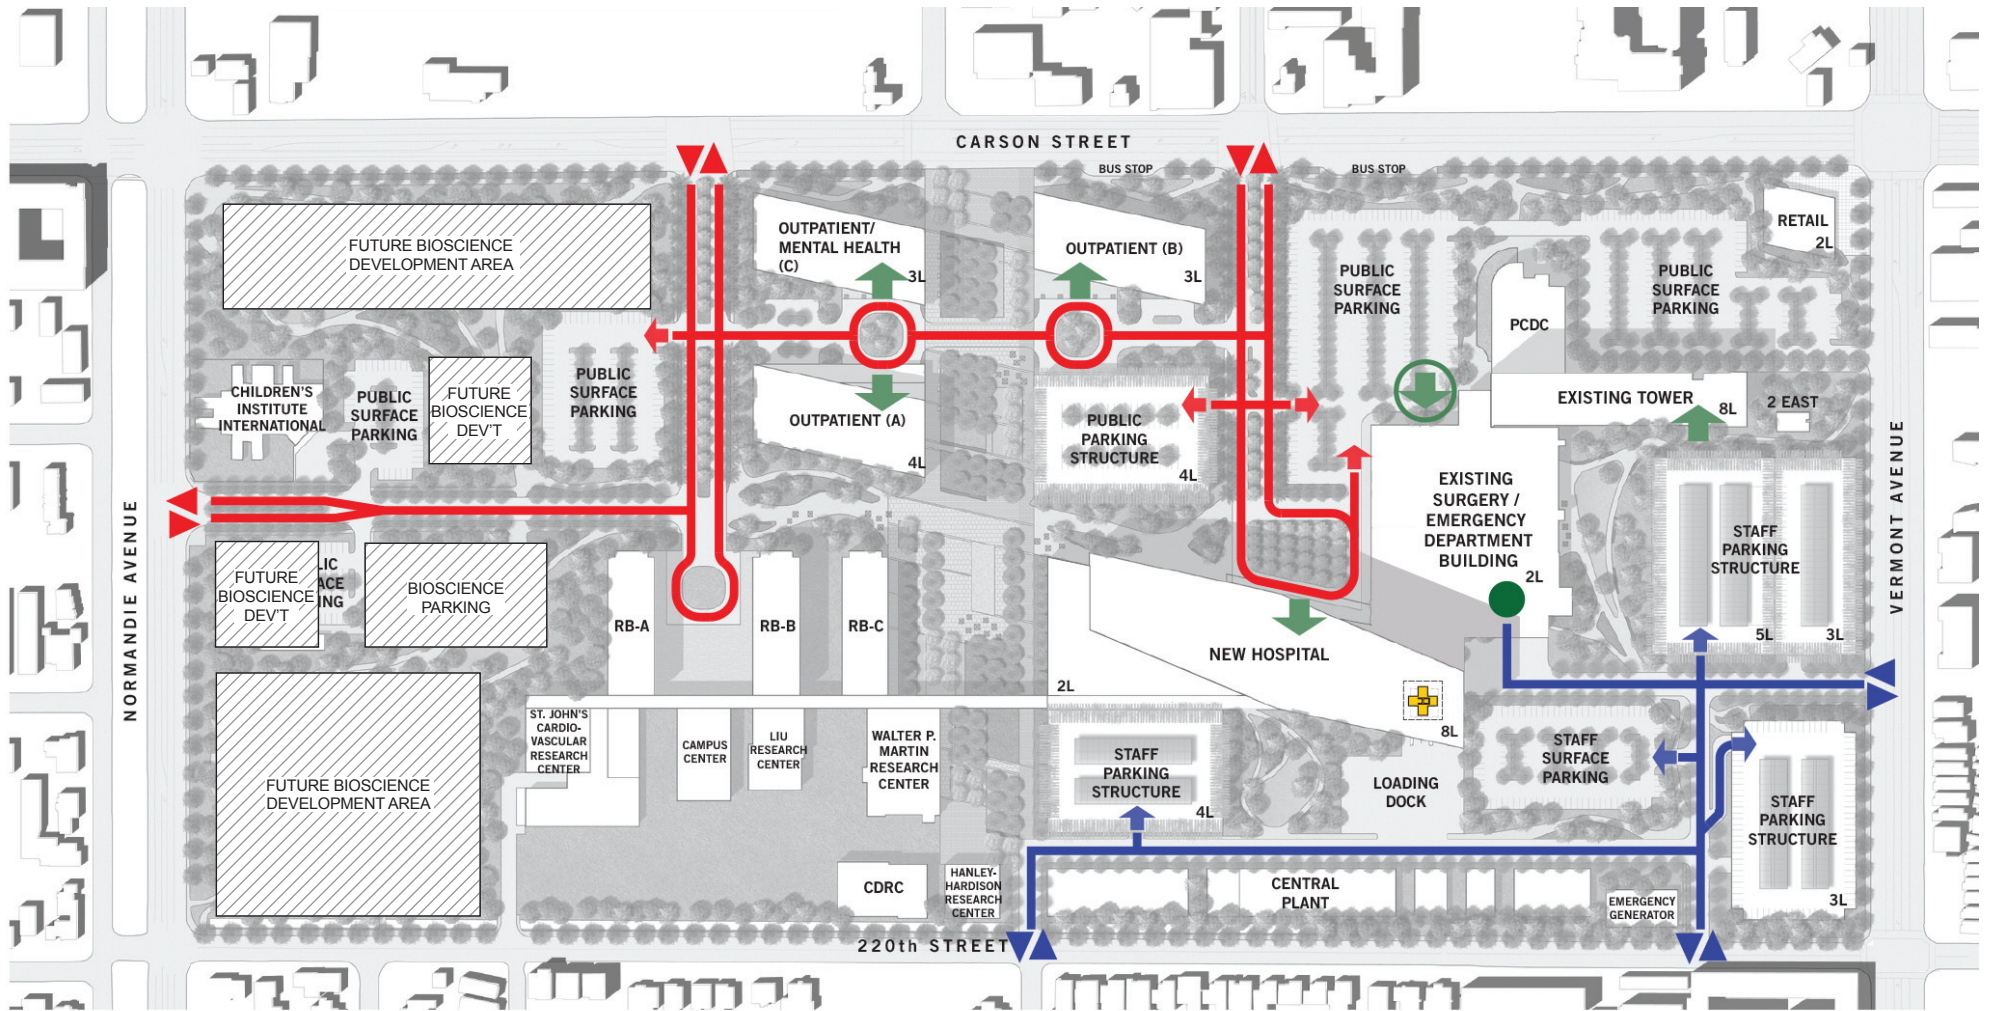 CARSON STREET
BUS STOP
BUS STOP
FUTURE BIOSCIENCE
DEVELOPMENT AREA
OUTPATIENT/
MENTAL HEALTH
(C)
3L
OUTPATIENT (B)
3L
PUBLIC
SURFACE
PARKING
PCDC
PUBLIC
SURFACE
PARKING
RETAIL
2L
CHILDREN'S
INSTITUTE
INTERNATIONAL
PUBLIC
SURFACE
PARKING
FUTURE
BIOSCIENCE
DEV'T
PUBLIC
SURFACE
PARKING
OUTPATIENT (A)
4L
PUBLIC
PARKING
STRUCTURE
4L
EXISTING TOWER
8L
2 EAST
EXISTING
SURGERY /
EMERGENCY
DEPARTMENT
BUILDING
2L
STAFF
PARKING
STRUCTURE
5L
3L
NORMANDIE AVENUE
VERMONT AVENUE
FUTURE
BIOSCIENCE
DEV'T
LIC
ACE
ING
BIOSCIENCE
PARKING
RB-A
RB-B
RB-C
NEW HOSPITAL
2L
H
8L
FUTURE BIOSCIENCE
DEVELOPMENT AREA
ST. JOHN'S
CARDIO-
VASCULAR
RESEARCH
CENTER
CAMPUS
CENTER
LIU
RESEARCH
CENTER
WALTER P.
MARTIN
RESEARCH
CENTER
STAFF
PARKING
STRUCTURE
4L
LOADING
DOCK
STAFF
SURFACE
PARKING
STAFF
PARKING
STRUCTURE
3L
CDRC
HANLEY-
HARDISON
RESEARCH
CENTER
CENTRAL
PLANT
EMERGENCY
GENERATOR
220th STREET